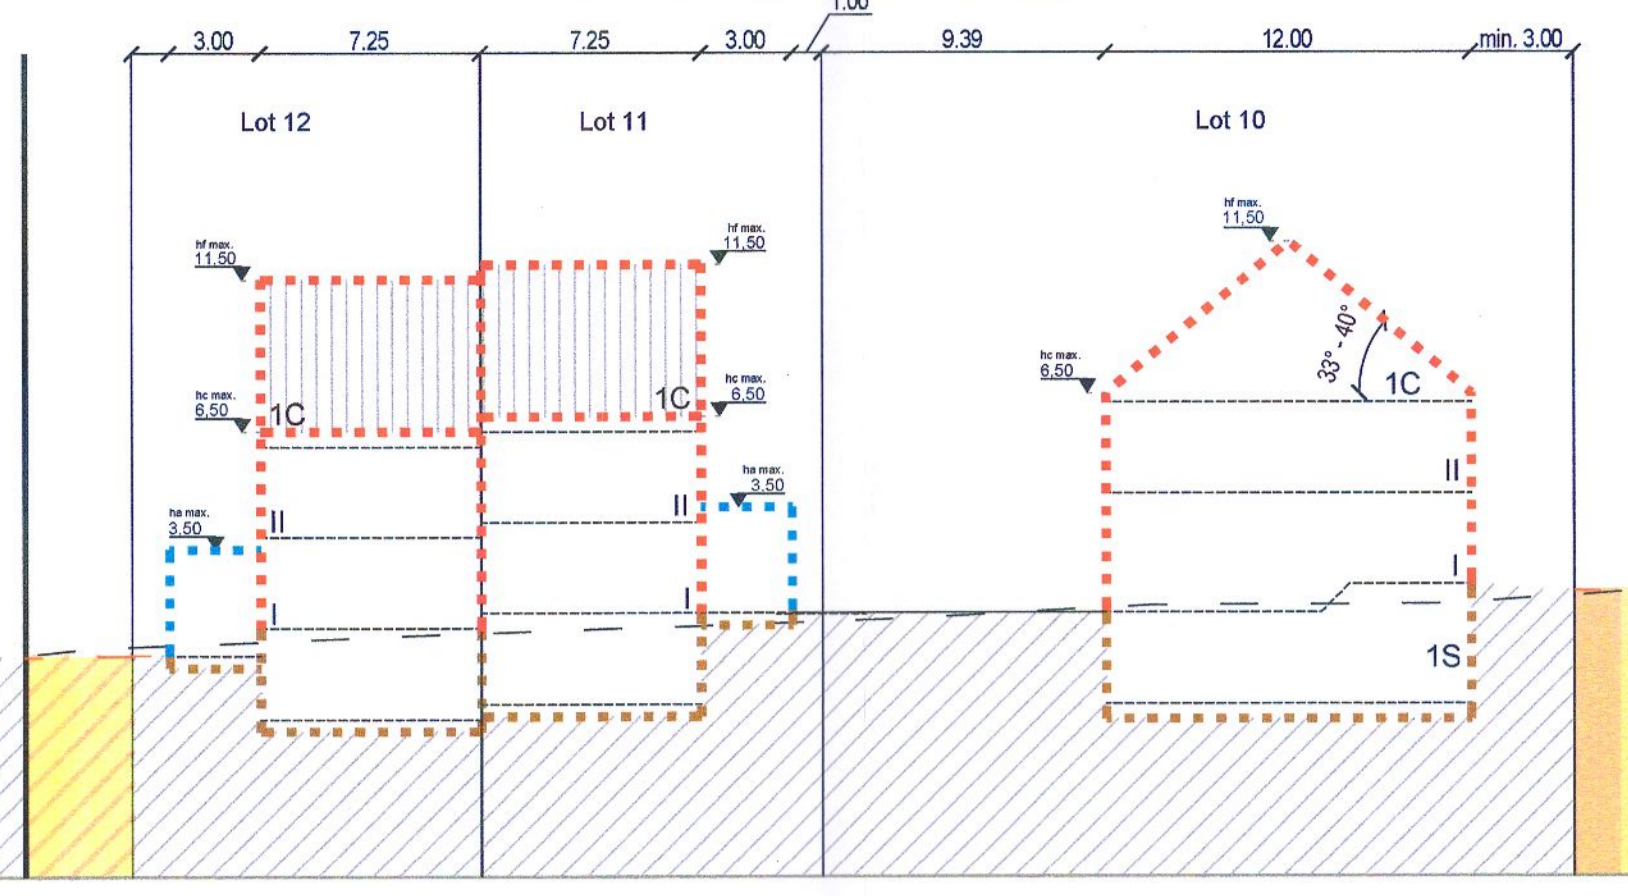 1.00
3.00 7.25 7.25 3.00 9.39 12.00 min. 3.00
Lot 12 Lot 11 Lot 10
hf max.
11,50
hf max.
11.50
hf max.
11,50
33° - 40°
hc max.
6,50
1C
hc max.
6,50
1C
1C
hc max.
6,50
II
ha max.
3,50
II
ha max.
3.50
II
I
I
I
1S